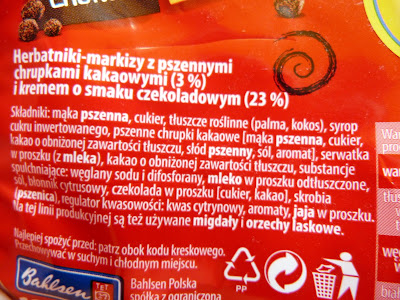 Herbatniki-markizy z pszennymi
chrupkami kakaowymi (3 %)
i kremem o smaku czekoladowym (23 %)
Składniki: mąka pszenna, cukier, tłuszcze roślinne (palma, kokos), syrop
cukru inwertowanego, pszenne chrupki kakaowe [mąka pszenna, cukier,
kakao o obniżonej zawartości tłuszczu, słód pszenny, sól, aromat], serwatka
w proszku (z mleka), kakao o obniżonej zawartości tłuszczu, substancje
spulchniające: węglany sodu i difosforany, mleko w proszku odtłuszczone,
sól, błonnik cytrusowy, czekolada w proszku [cukier, kakao], skrobia
(pszenica), regulator kwasowości: kwas cytrynowy, aromaty, jaja w proszku.
Na tej linii produkcyjnej są też używane migdały i orzechy laskowe.
Najlepiej spożyć przed: patrz obok kodu kreskowego.
Przechowywać w suchym i chłodnym miejscu.
Bahlsen
TET
Bahlsen Polska
spółka z ograniczoną
PP